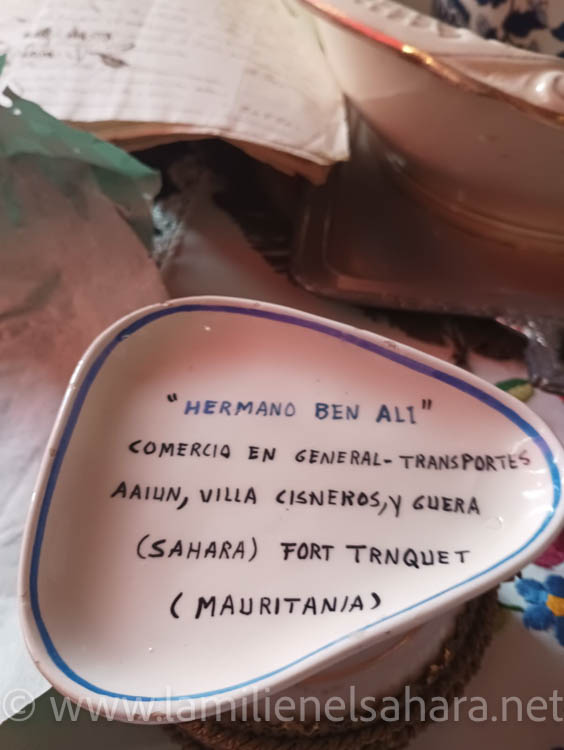 "HERMANO BEN ALI"
COMERCIO EN GENERAL-TRANSPORTES
AAIUN, VILLA CISNEROS, Y GUERA
(SAHARA) FORT TRNQUET
(MAURITANIA)
© www.lamilienelsahara.net